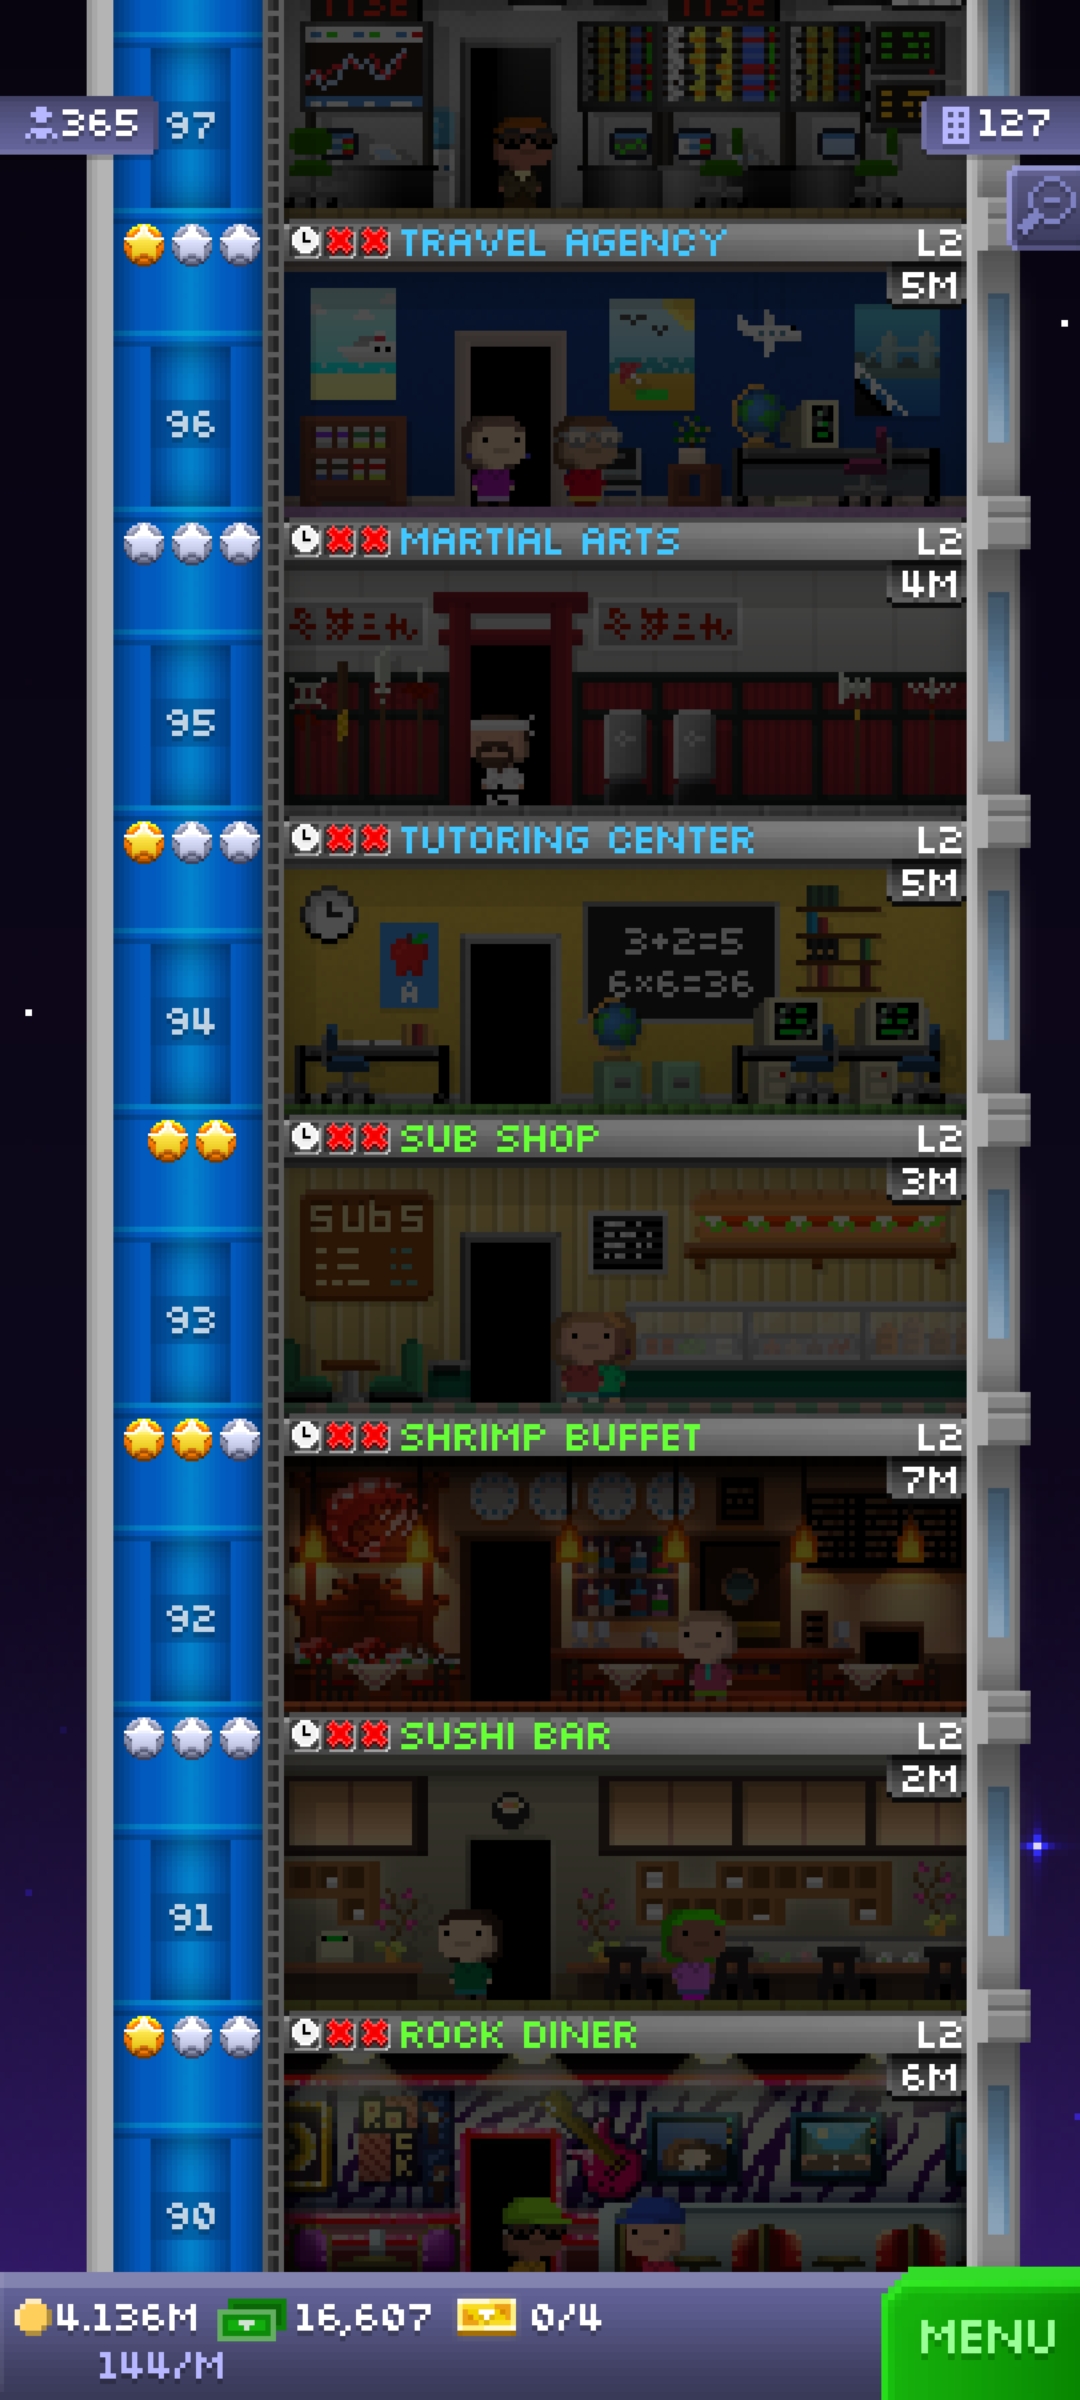 365
97
127
TRAVEL AGENCY L2
5M
96
MARTIAL ARTS L2
4M
95
TUTORING CENTER L2
5M
3+2=5
6x6=36
A
94
SUB SHOP L2
3M
SUBS
93
SHRIMP BUFFET L2
7M
92
SUSHI BAR L2
2M
91
ROCK DINER L2
6M
ROCK
90
4.136M 16,607 0/4
144/M
MENU